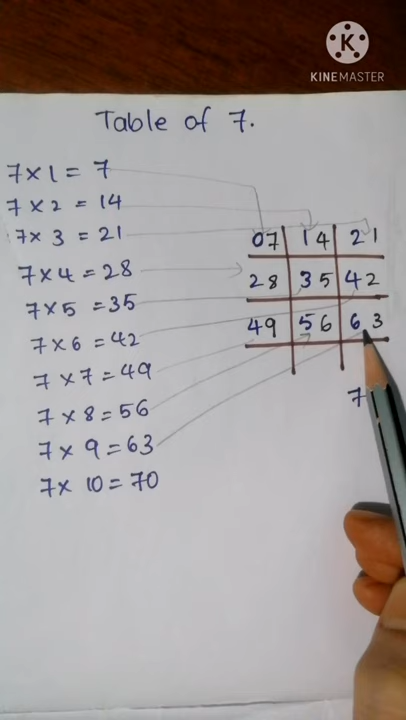 KINEMASTER
Table of 7.
7 x 1 = 7
7 x 2 = 14
7 x 3 = 21
7 x 4 = 28
7 x 5 = 35
7 x 6 = 42
7 x 7 = 49
7 x 8 = 56
7 x 9 = 63
7 x 10 = 70
07 14 21
28 35 42
49 56 63
7